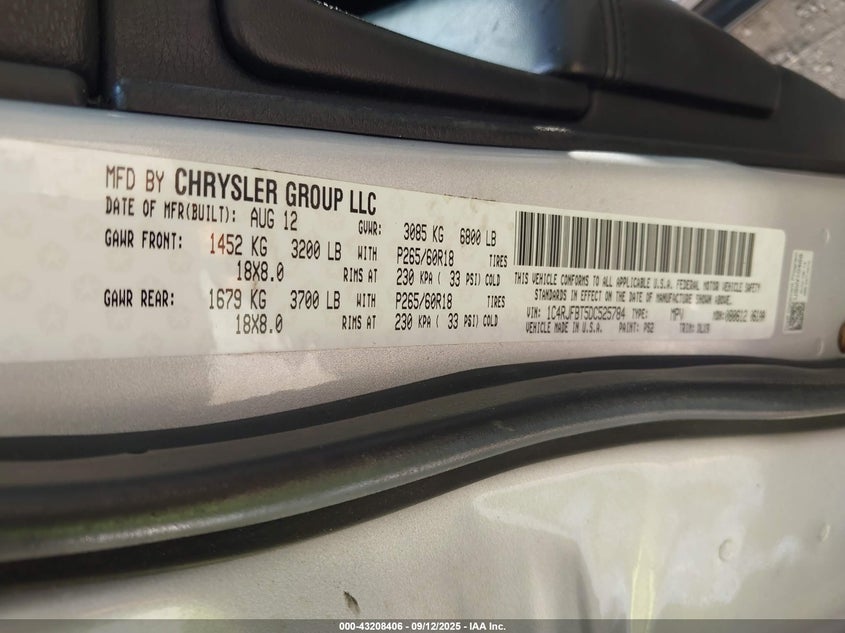 MFD BY CHRYSLER GROUP LLC
DATE OF MFR(BUILT): AUG 12 GVWR: 3085 KG 6800 LB
GAWR FRONT: 1452 KG 3200 LB WITH P265/60R18 TIRES
18X8.0 RIMS AT 230 KPA ( 33 PSI) COLD
GAWR REAR: 1679 KG 3700 LB WITH P265/60R18 TIRES
18X8.0 RIMS AT 230 KPA ( 33 PSI) COLD
THIS VEHICLE CONFORMS TO ALL APPLICABLE U.S.A. FEDERAL MOTOR VEHICLE SAFETY
STANDARDS IN EFFECT ON THE DATE OF MANUFACTURE SHOWN ABOVE.
VIN: 1C4RJFBT5DC525784 TYPE: MPV MDH:
VEHICLE MADE IN U.S.A. PAINT: PS2 TRIM:
000-43208406 - 09/12/2025 - IAA Inc.